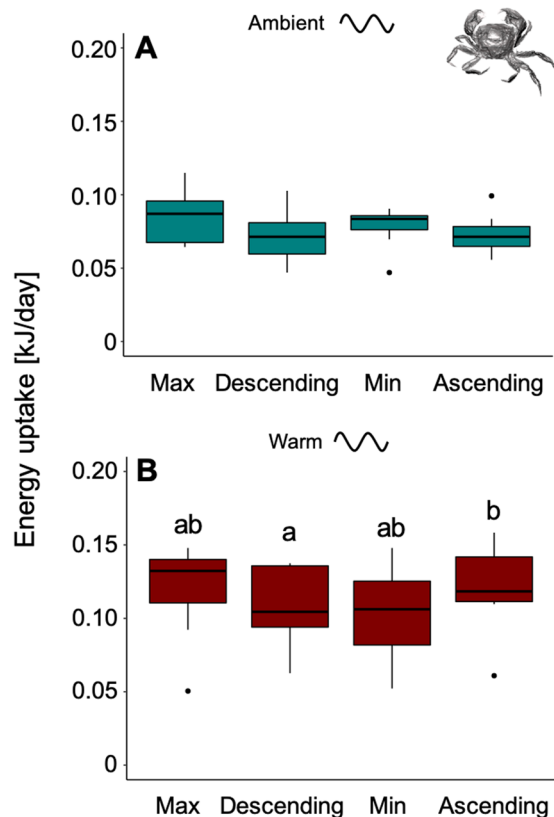 A
Ambient
0.20
0.15
0.10
0.05
0
Max Descending Min Ascending
Energy uptake [kJ/day]
B
Warm
0.20
0.15
0.10
0.05
0
ab a ab b
Max Descending Min Ascending